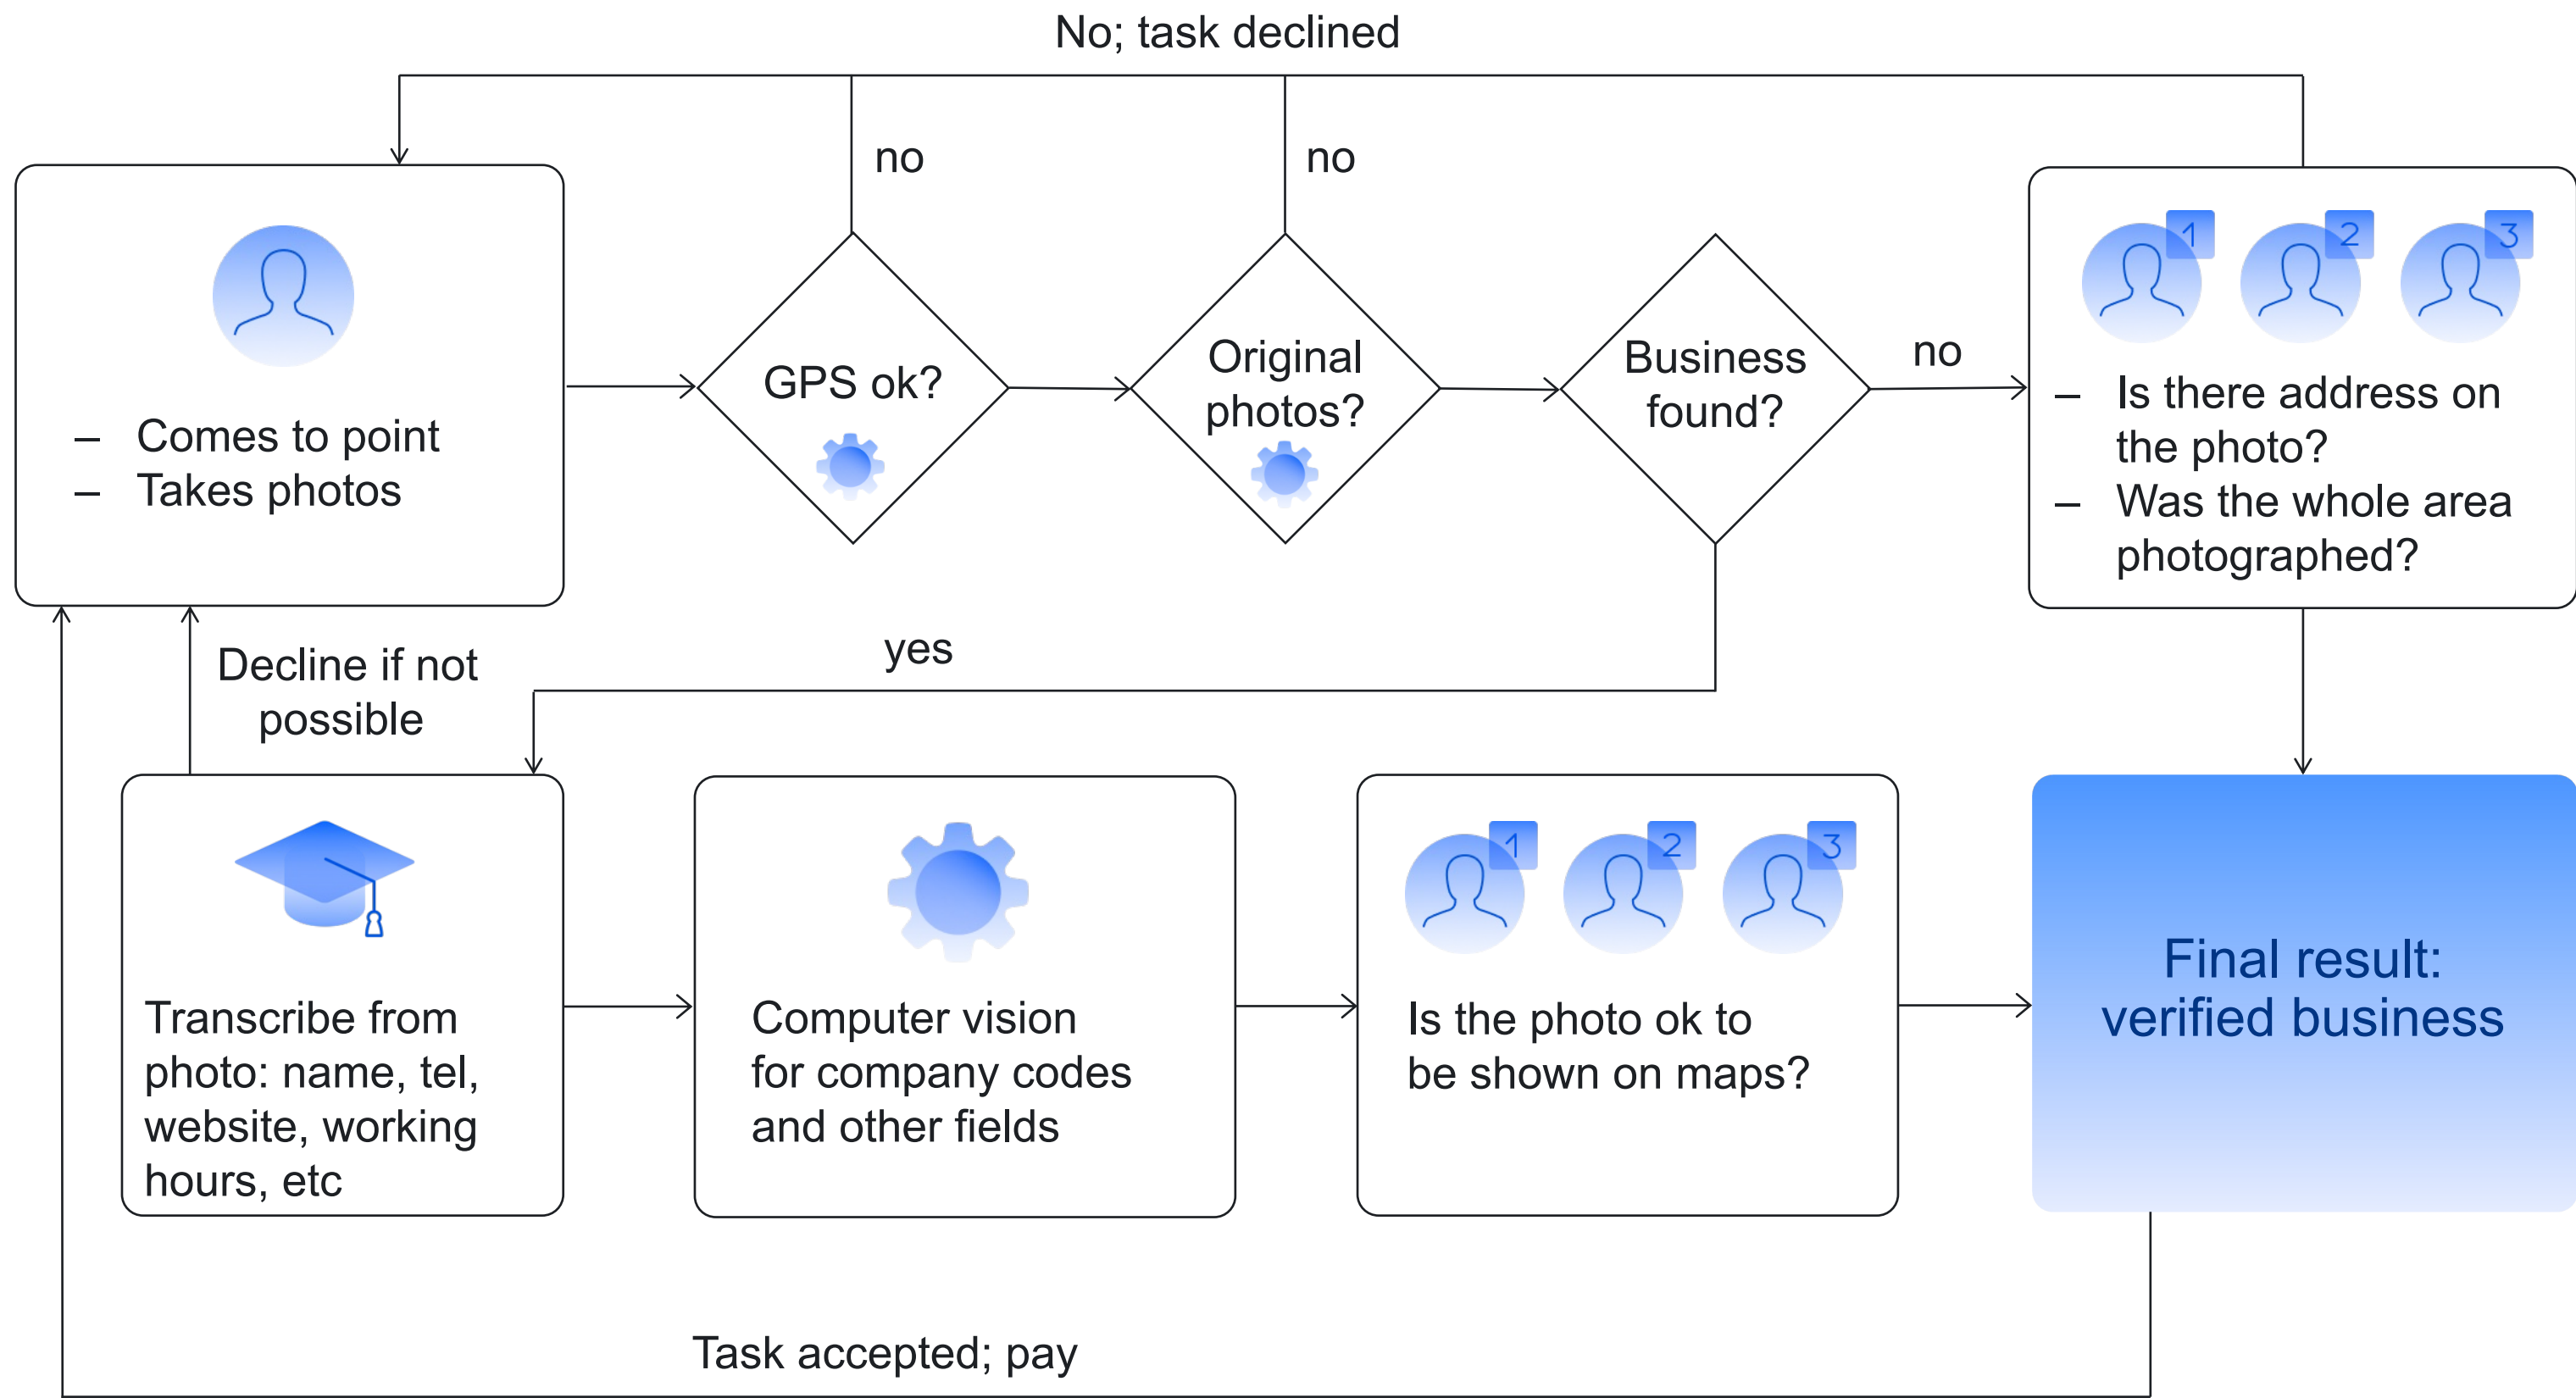 No; task declined
no
no
– Comes to point
– Takes photos
GPS ok?
Original
photos?
Business
found?
no
1
2
3
– Is there address on
the photo?
– Was the whole area
photographed?
Decline if not
possible
yes
Transcribe from
photo: name, tel,
website, working
hours, etc
Computer vision
for company codes
and other fields
1
2
3
Is the photo ok to
be shown on maps?
Final result:
verified business
Task accepted; pay